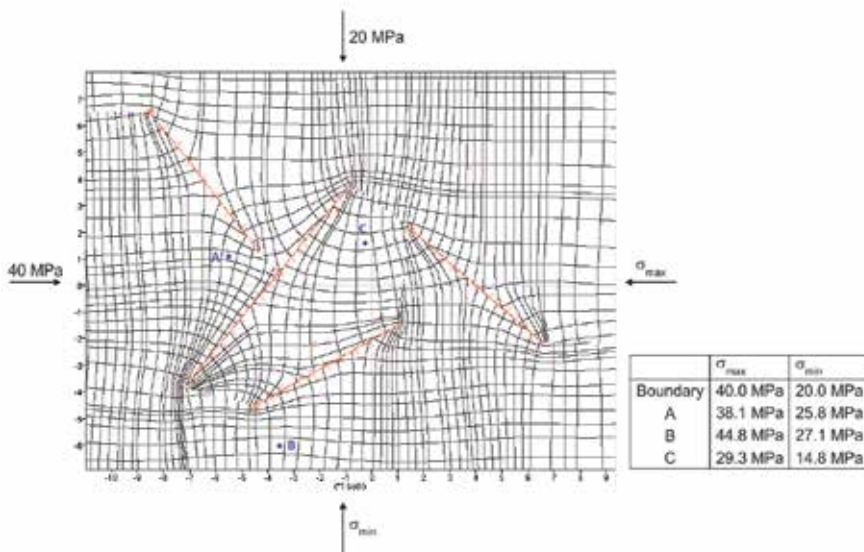 20 MPa
7
6
5
4
3
2
1
0
-1
-2
-3
-4
-5
-6
A
B
C
40 MPa
σmax
-10 -9 -8 -7 -6 -5 -4 -3 -2 -1 0 1 2 3 4 5 6 7 8 9
σmin
σmax σmin
Boundary 40.0 MPa 20.0 MPa
A 38.1 MPa 25.8 MPa
B 44.8 MPa 27.1 MPa
C 29.3 MPa 14.8 MPa